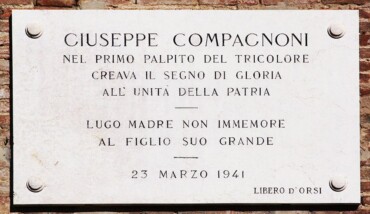 GIUSEPPE COMPAGNONI
NEL PRIMO PALPITO DEL TRICOLORE
CREAVA IL SEGNO DI GLORIA
ALL' UNITÀ DELLA PATRIA
LUGO MADRE NON IMMEMORE
AL FIGLIO SUO GRANDE
23 MARZO 1941
LIBERO D'ORSI